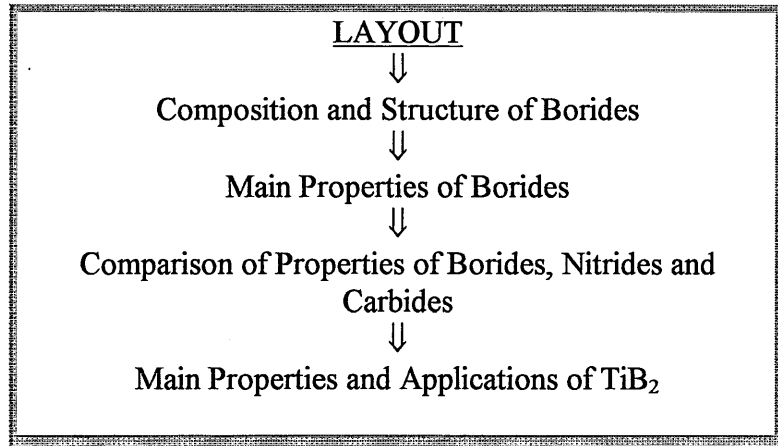 LAYOUT
⇓
Composition and Structure of Borides
⇓
Main Properties of Borides
⇓
Comparison of Properties of Borides, Nitrides and
Carbides
⇓
Main Properties and Applications of TiB₂